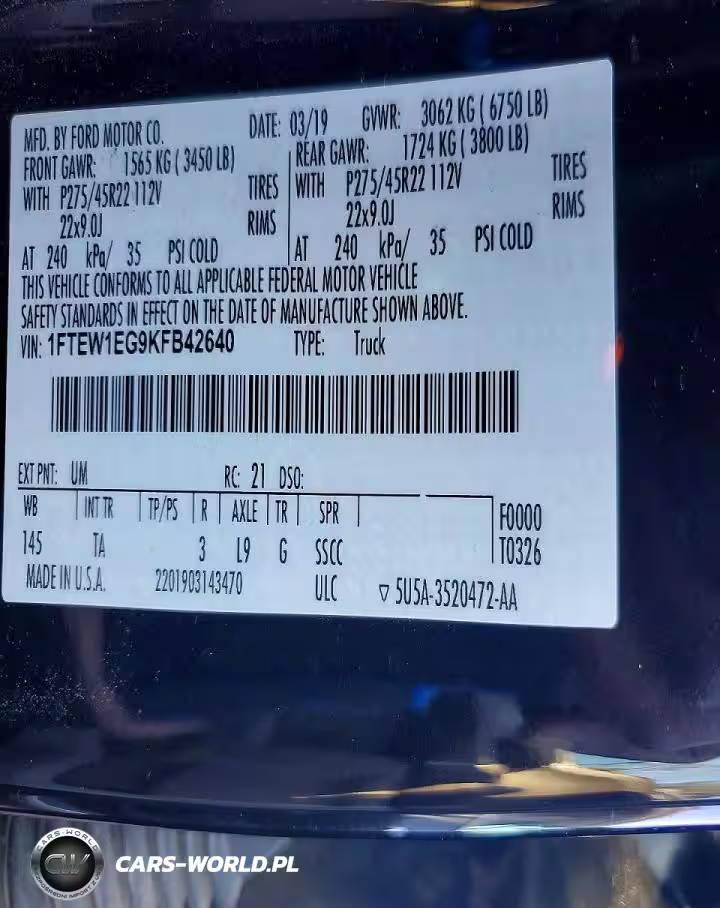 MFD. BY FORD MOTOR CO. DATE: 03/19 GVWR: 3062 KG ( 6750 LB)
FRONT GAWR: 1565 KG ( 3450 LB) REAR GAWR: 1724 KG ( 3800 LB)
WITH P275/45R22 112V TIRES WITH P275/45R22 112V TIRES
22x9.0J RIMS 22x9.0J RIMS
AT 240 kPa/ 35 PSI COLD AT 240 kPa/ 35 PSI COLD
THIS VEHICLE CONFORMS TO ALL APPLICABLE FEDERAL MOTOR VEHICLE
SAFETY STANDARDS IN EFFECT ON THE DATE OF MANUFACTURE SHOWN ABOVE.
VIN: 1FTEW1EG9KFB42640 TYPE: Truck
EXT PNT: UM RC: 21 DSO:
WB INT TR TP/PS R AXLE TR SPR F0000
145 TA 3 L9 G SSCC T0326
MADE IN U.S.A. 2201903143470 ULC ▽ 5U5A-3520472-AA
CARS-WORLD
CW
CARS-WORLD.PL